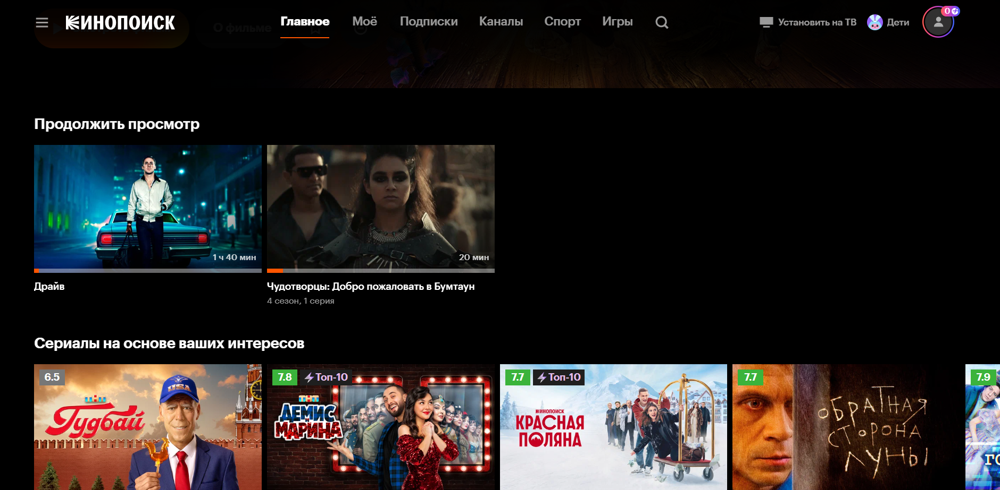 КИНОПОИСК
О фильме
Главное
Моё
Подписки
Каналы
Спорт
Игры
Установить на ТВ
Дети
0
Продолжить просмотр
1 ч 40 мин
20 мин
Драйв
Чудотворцы: Добро пожаловать в Бумтаун
4 сезон, 1 серия
Сериалы на основе ваших интересов
6.5
ТНТ
Гудбай
USA
7.8
Топ-10
ТНТ
ДЕМИС
И
МАРИНА
7.7
Топ-10
КИНОПОИСК
КРАСНАЯ
ПОЛЯНА
7.7
ОБРАТНАЯ
СТОРОНА
ЛУНЫ
7.9